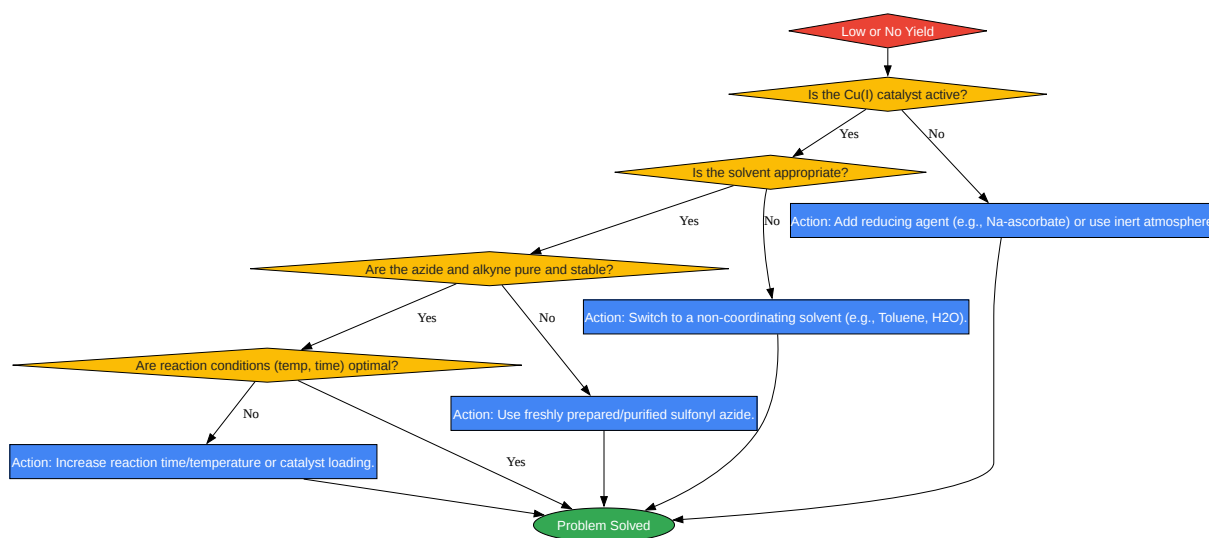 Low or No Yield
Is the Cu(I) catalyst active?
Yes
No
Is the solvent appropriate?
Yes
No
Action: Add reducing agent (e.g., Na-ascorbate) or use inert atmosphere
Are the azide and alkyne pure and stable?
Yes
No
Action: Switch to a non-coordinating solvent (e.g., Toluene, H2O).
Are reaction conditions (temp, time) optimal?
No
Yes
Action: Use freshly prepared/purified sulfonyl azide.
Action: Increase reaction time/temperature or catalyst loading.
Problem Solved